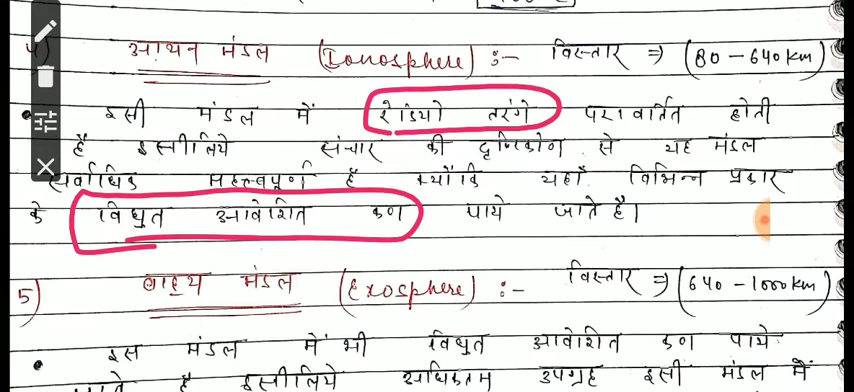 4) आयन मंडल (Ionosphere) :- विस्तार ⇒ (80 - 640 km)
• इसी मंडल में रेडियो तरंगे परावर्तित होती
है इसीलिये संचार की दृष्टिकोण से यह मंडल
सर्वाधिक महत्वपूर्ण है क्योंकि यहाँ विभिन्न प्रकार
के विधुत आवेशित कण पाये जाते है।
5) बाह्य मंडल (Exosphere) :- विस्तार ⇒ (640 - 1000 km)
• इस मंडल में भी विधुत आवेशित कण पाये
जाते है इसीलिये अधिकतम उपग्रह इसी मंडल में